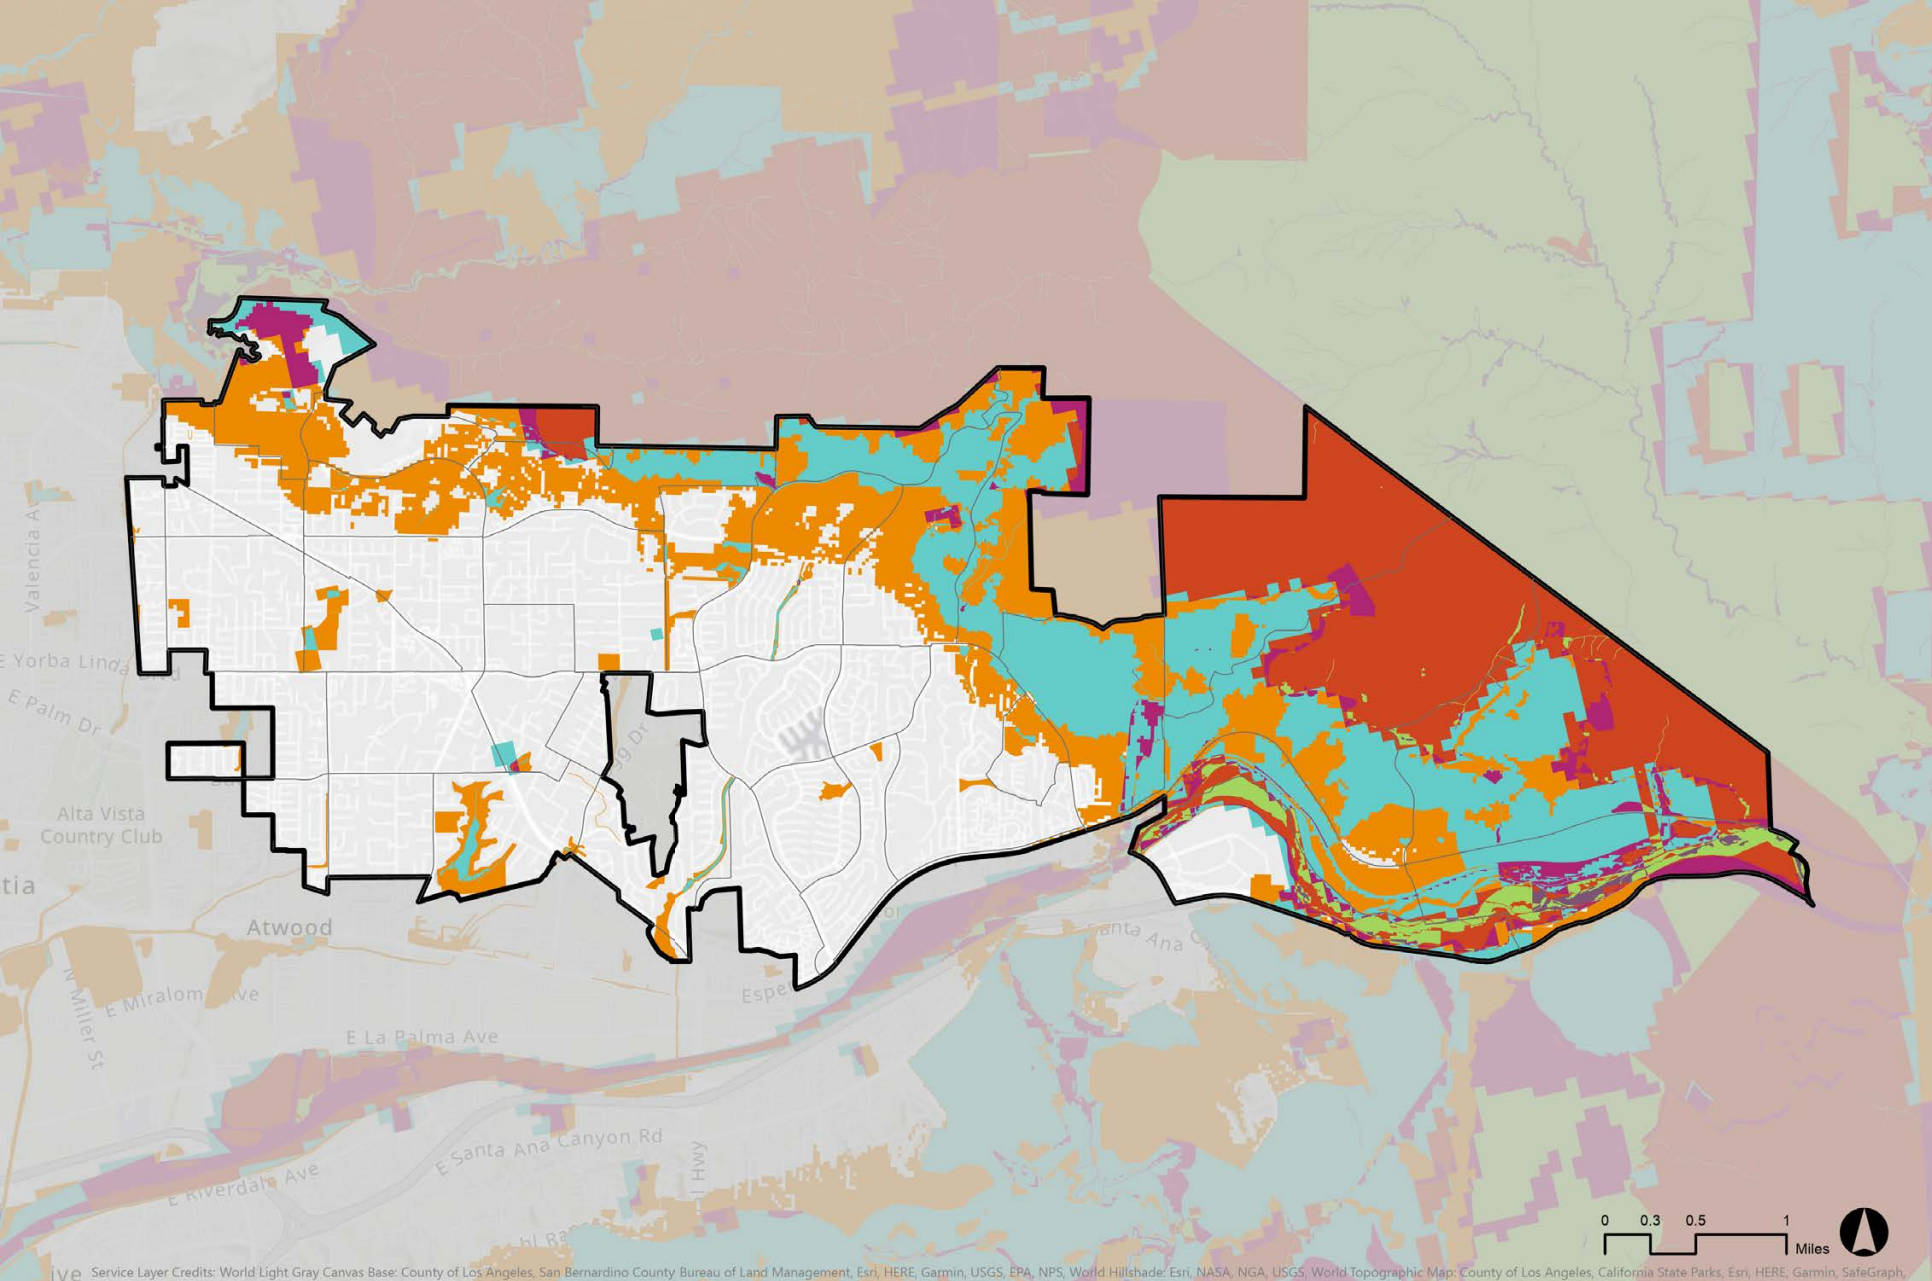 Valencia Av
E Yorba Linda
E Palm Dr
Alta Vista
Country Club
tia
Atwood
N Miller St
E Miralom
ive
Espe
or
anta Ana C
E La Palma Ave
E Santa Ana Canyon Rd
l Hwy
E Riverdale Ave
0 0.3 0.5 1
Miles
Service Layer Credits: World Light Gray Canvas Base: County of Los Angeles, San Bernardino County Bureau of Land Management, Esri, HERE, Garmin, USGS, EPA, NPS, World Hillshade: Esri, NASA, NGA, USGS, World Topographic Map: County of Los Angeles, California State Parks, Esri, HERE, Garmin, SafeGraph,